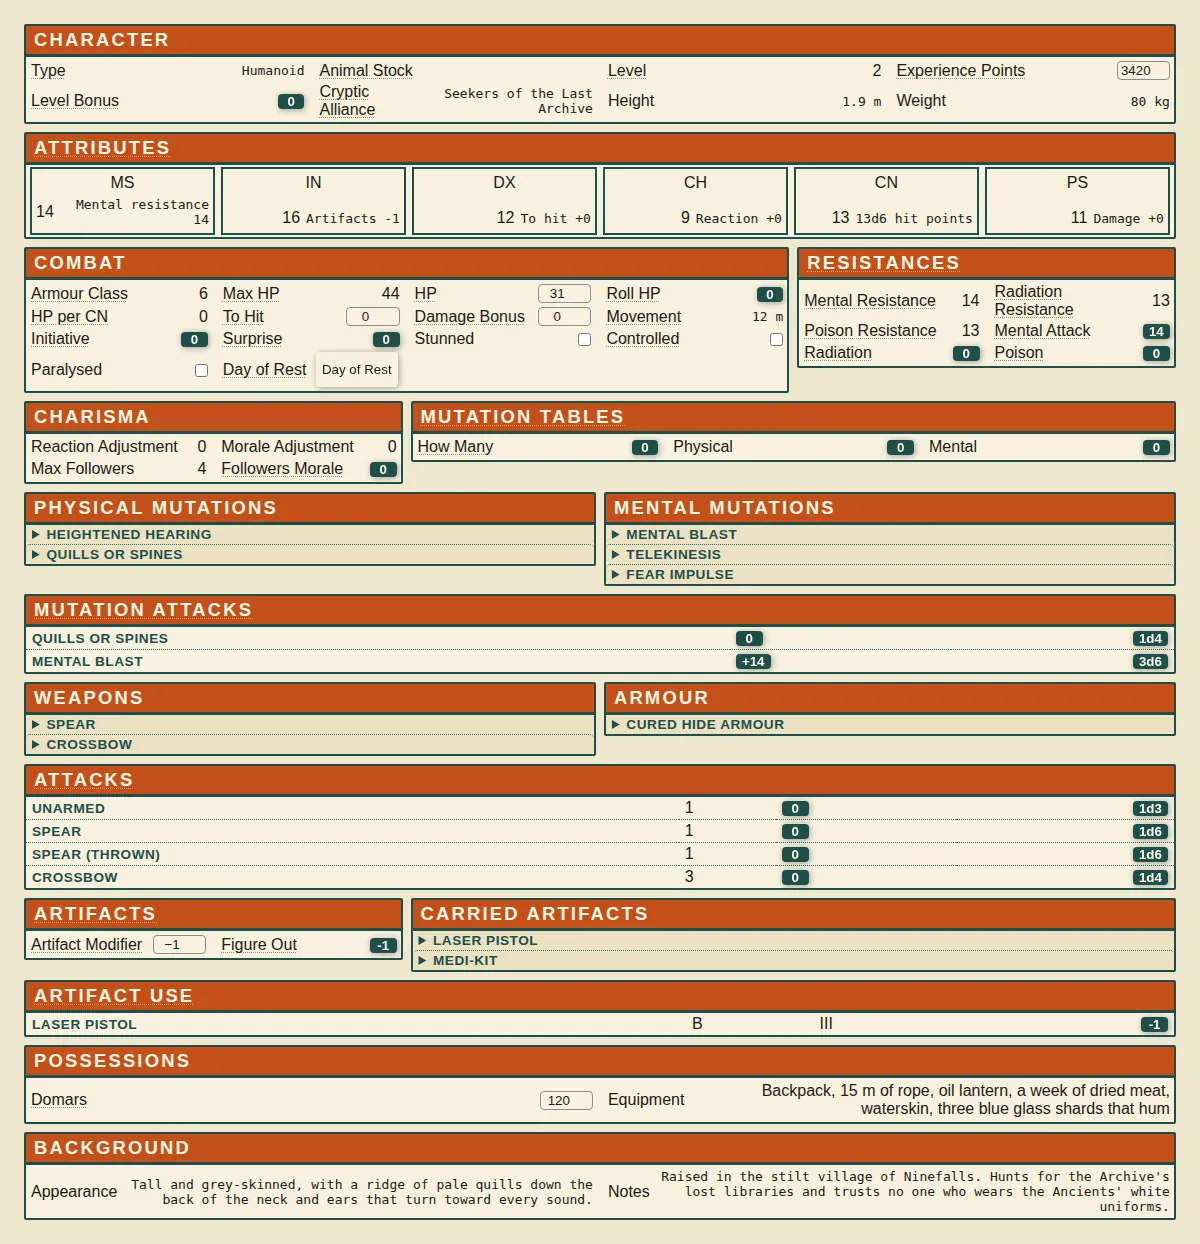 CHARACTER
Type Humanoid Animal Stock Level 2 Experience Points 3420
Level Bonus 0 Cryptic Alliance Seekers of the Last Archive Height 1.9 m Weight 80 kg
ATTRIBUTES
MS IN DX CH CN PS
14 Mental resistance 14 16 Artifacts -1 12 To hit +0 9 Reaction +0 13 13d6 hit points 11 Damage +0
COMBAT
Armour Class 6 Max HP 44 HP 31 Roll HP 0
HP per CN 0 To Hit 0 Damage Bonus 0 Movement 12 m
Initiative 0 Surprise 0 Stunned Controlled
Paralysed Day of Rest Day of Rest
RESISTANCES
Mental Resistance 14 Radiation Resistance 13
Poison Resistance 13 Mental Attack 14
Radiation 0 Poison 0
CHARISMA
Reaction Adjustment 0 Morale Adjustment 0
Max Followers 4 Followers Morale 0
MUTATION TABLES
How Many 0 Physical 0 Mental 0
PHYSICAL MUTATIONS
HEIGHTENED HEARING
QUILLS OR SPINES
MENTAL MUTATIONS
MENTAL BLAST
TELEKINESIS
FEAR IMPULSE
MUTATION ATTACKS
QUILLS OR SPINES 0 1d4
MENTAL BLAST +14 3d6
WEAPONS
SPEAR
CROSSBOW
ARMOUR
CURED HIDE ARMOUR
ATTACKS
UNARMED 1 0 1d3
SPEAR 1 0 1d6
SPEAR (THROWN) 1 0 1d6
CROSSBOW 3 0 1d4
ARTIFACTS
Artifact Modifier −1 Figure Out -1
CARRIED ARTIFACTS
LASER PISTOL
MEDI-KIT
ARTIFACT USE
LASER PISTOL B III -1
POSSESSIONS
Domars 120 Equipment Backpack, 15 m of rope, oil lantern, a week of dried meat,
waterskin, three blue glass shards that hum
BACKGROUND
Appearance Tall and grey-skinned, with a ridge of pale quills down the
back of the neck and ears that turn toward every sound.
Notes Raised in the stilt village of Ninefalls. Hunts for the Archive's
lost libraries and trusts no one who wears the Ancients' white
uniforms.